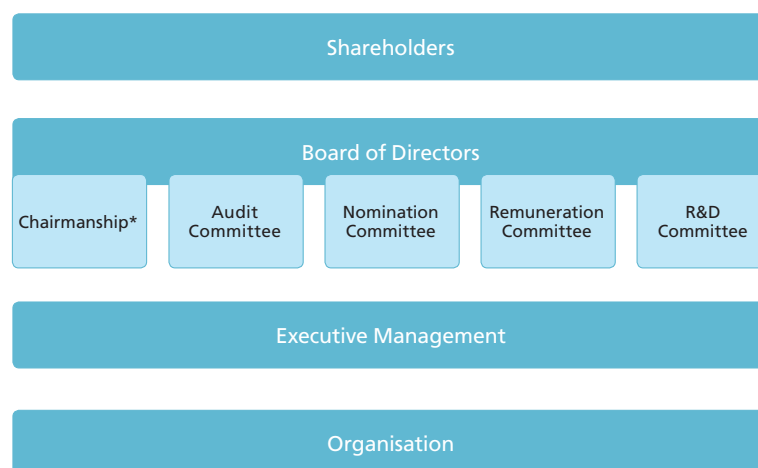 Shareholders
Board of Directors
Chairmanship*
Audit
Committee
Nomination
Committee
Remuneration
Committee
R&D
Committee
Executive Management
Organisation